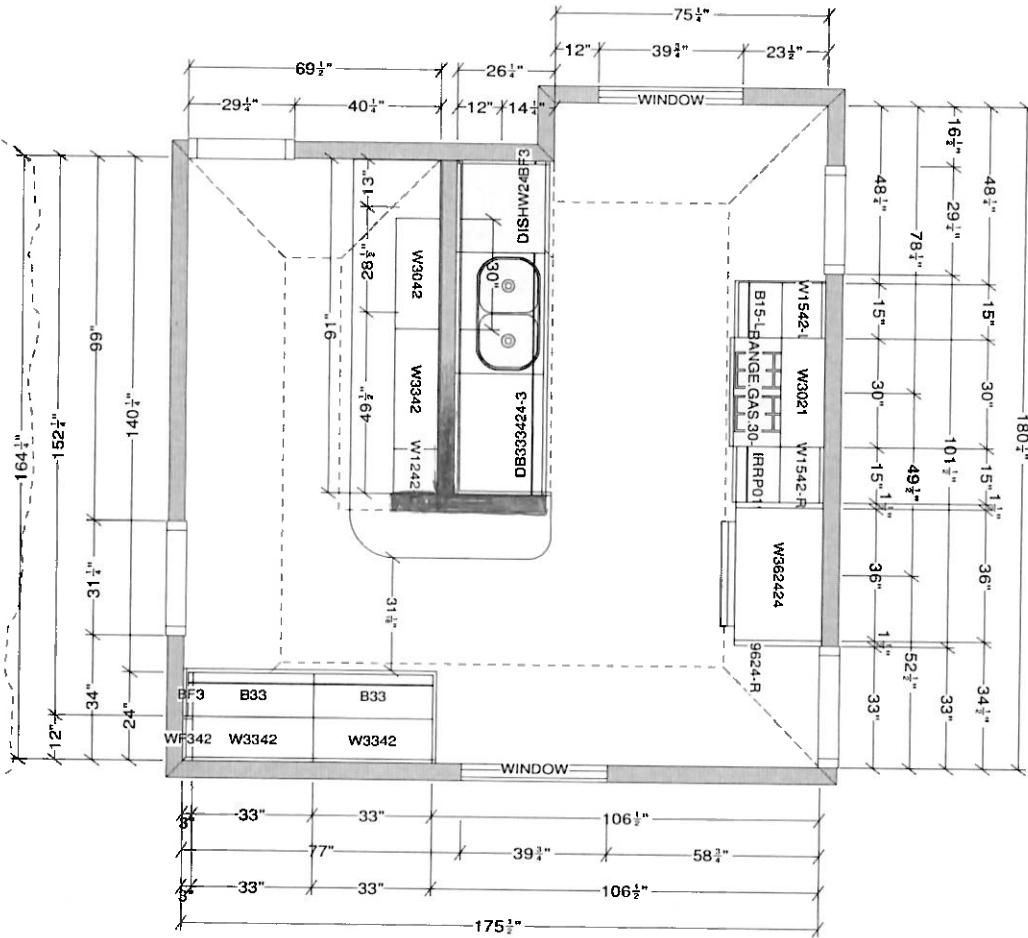 75 1/4"
12" 39 3/4" 23 1/2"
69 1/2" 26 1/4"
29 1/4" 40 1/4" 12" 14 1/4"
WINDOW
DISHW24BF3
13"
28 3/4"
30"
91"
49 1/4"
W3042
W3342
W1242
DB333424-3
31 1/8"
W1542-L
B15-L
W3021
RANGE.GAS.30-
W1542-R
IRRP01
W362424
9624-R
48 1/4"
15"
30"
15"
1 1/2"
36"
1 1/2"
33"
78 1/4"
49 1/2"
52 1/2"
16 1/2"
29 1/4"
101 1/2"
33"
48 1/4"
15"
30"
15"
1 1/2"
36"
34 1/2"
180 1/4"
99"
31 1/4"
34"
140 1/4"
24"
12"
BF3 B33 B33
WF342 W3342 W3342
WINDOW
3" 33" 33" 106 1/2"
77" 39 3/4" 58 3/4"
3" 33" 33" 106 1/2"
175 1/2"